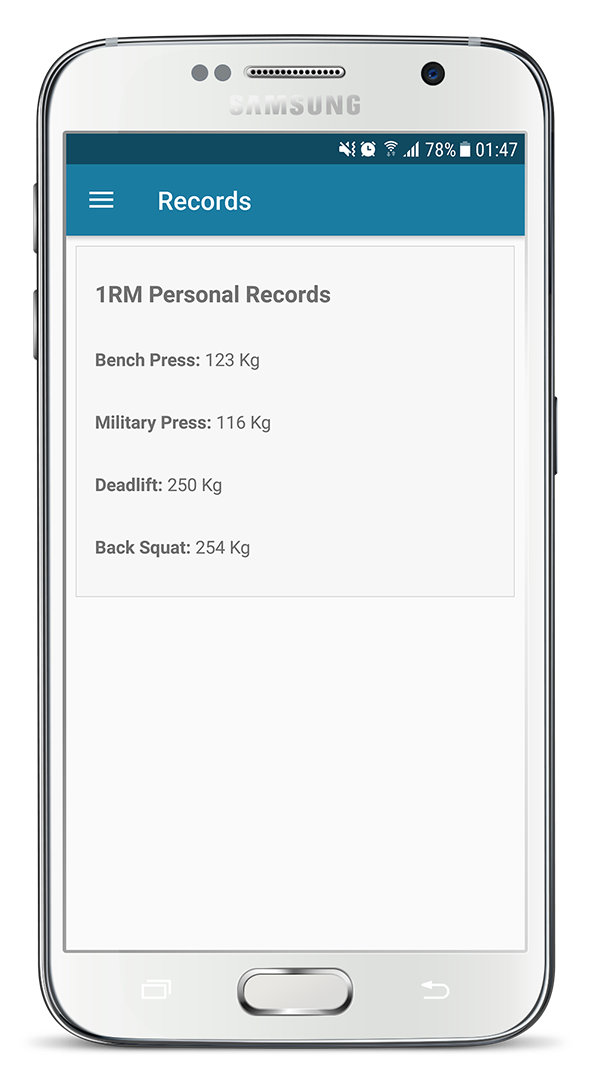 SAMSUNG
78% 01:47
Records
1RM Personal Records
Bench Press: 123 Kg
Military Press: 116 Kg
Deadlift: 250 Kg
Back Squat: 254 Kg